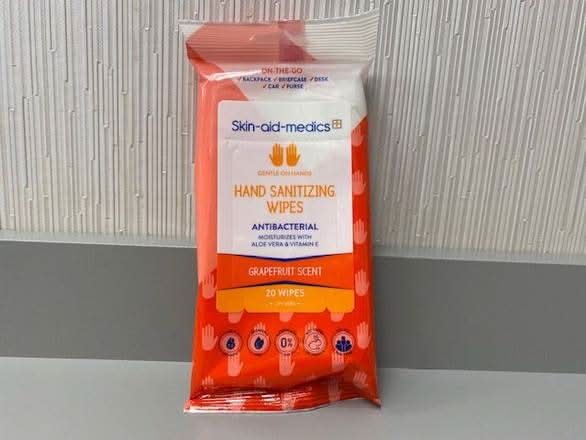 ON-THE-GO
✓BACKPACK ✓BRIEFCASE ✓DESK
✓CAR ✓PURSE
Skin-aid-medics
GENTLE ON HANDS
HAND SANITIZING
WIPES
ANTIBACTERIAL
MOISTURIZES WITH
ALOE VERA & VITAMIN E
GRAPEFRUIT SCENT
20 WIPES
0%